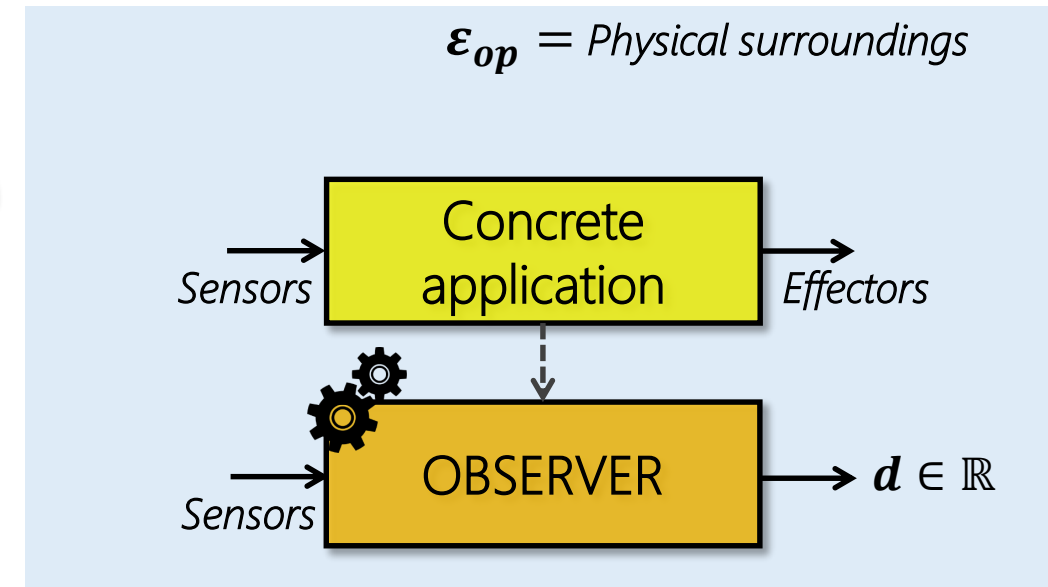 ε_op = Physical surroundings
Concrete
application
Sensors
Effectors
OBSERVER
d ∈ ℝ
Sensors